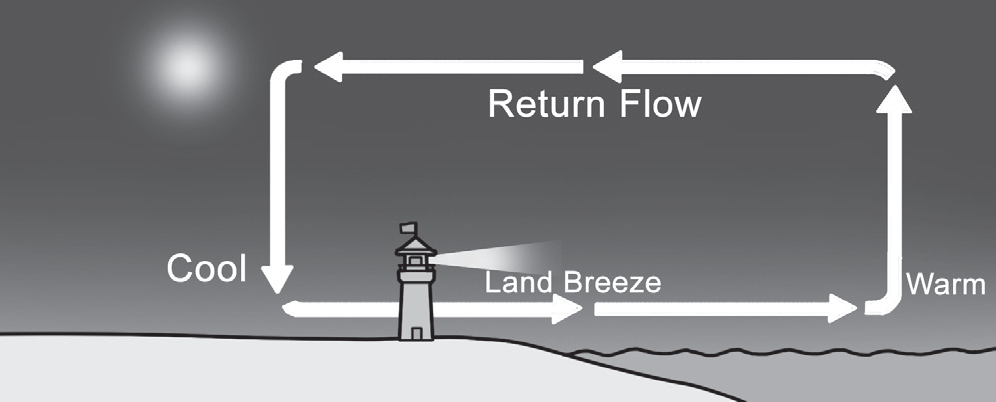 Return Flow
Cool
Land Breeze
Warm